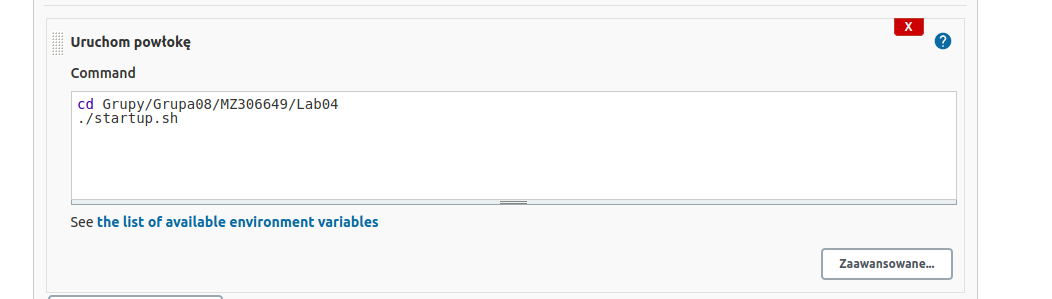 X
Uruchom powłokę
?
Command
cd Grupy/Grupa08/MZ306649/Lab04
./startup.sh
See the list of available environment variables
Zaawansowane...